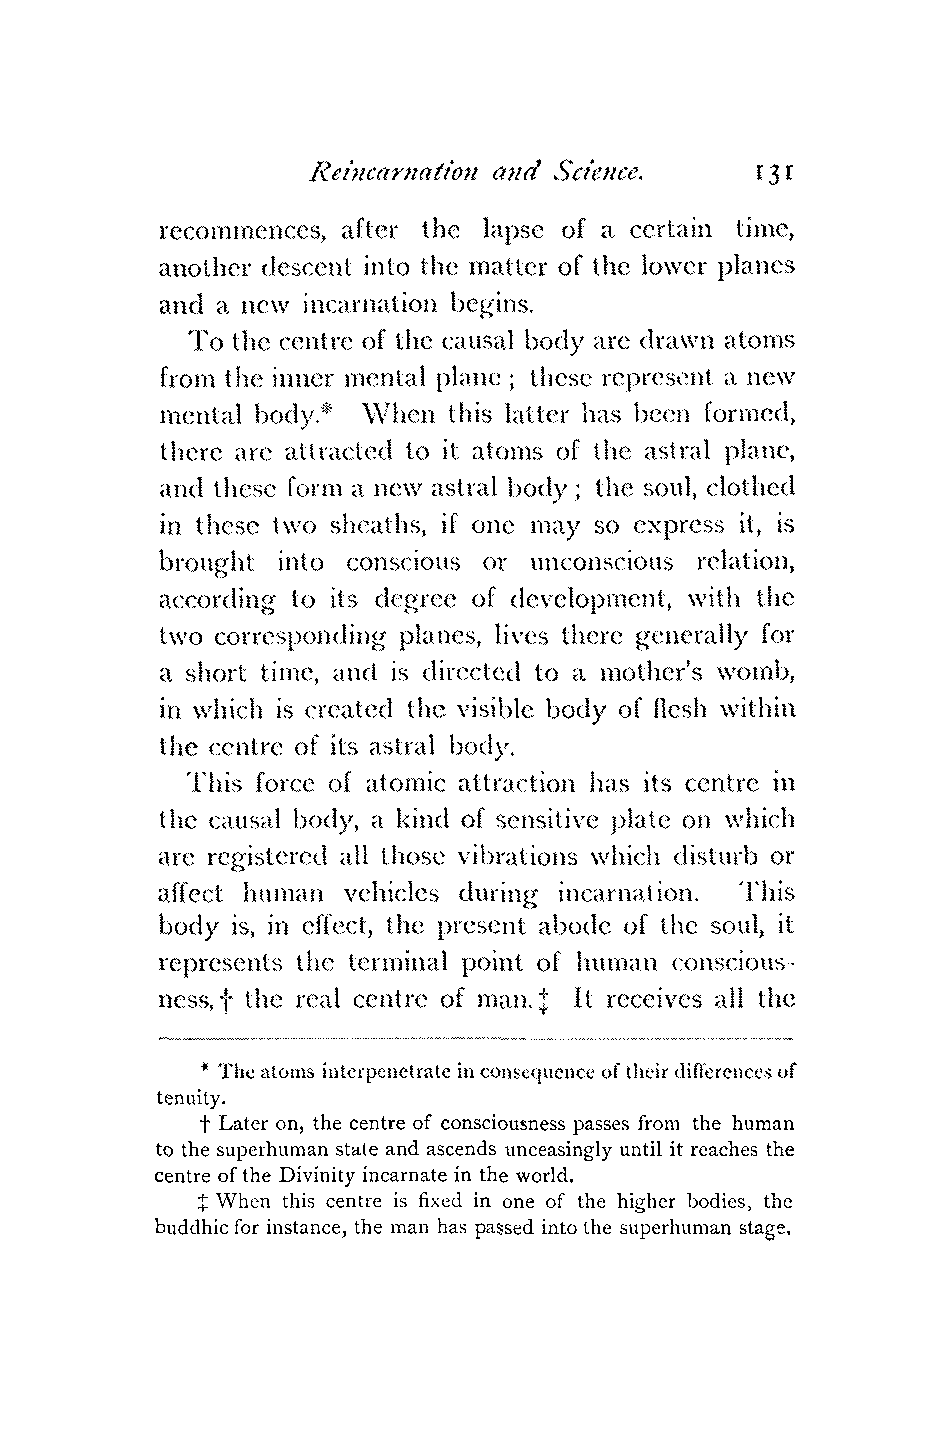 Reincarnation and Science. 131
recommences, after the lapse of a certain time,
another descent into the matter of the lower planes
and a new incarnation begins.
To the centre of the causal body are drawn atoms
from the inner mental plane ; these represent a new
mental body.* When this latter has been formed,
there are attracted to it atoms of the astral plane,
and these form a new astral body ; the soul, clothed
in these two sheaths, if one may so express it, is
brought into conscious or unconscious relation,
according to its degree of development, with the
two corresponding planes, lives there generally for
a short time, and is directed to a mother's womb,
in which is created the visible body of flesh within
the centre of its astral body.
This force of atomic attraction has its centre in
the causal body, a kind of sensitive plate on which
are registered all those vibrations which disturb or
affect human vehicles during incarnation. This
body is, in effect, the present abode of the soul, it
represents the terminal point of human conscious-
ness,† the real centre of man.‡ It receives all the
* The atoms interpenetrate in consequence of their differences of
tenuity.
† Later on, the centre of consciousness passes from the human
to the superhuman state and ascends unceasingly until it reaches the
centre of the Divinity incarnate in the world.
‡ When this centre is fixed in one of the higher bodies, the
buddhic for instance, the man has passed into the superhuman stage.